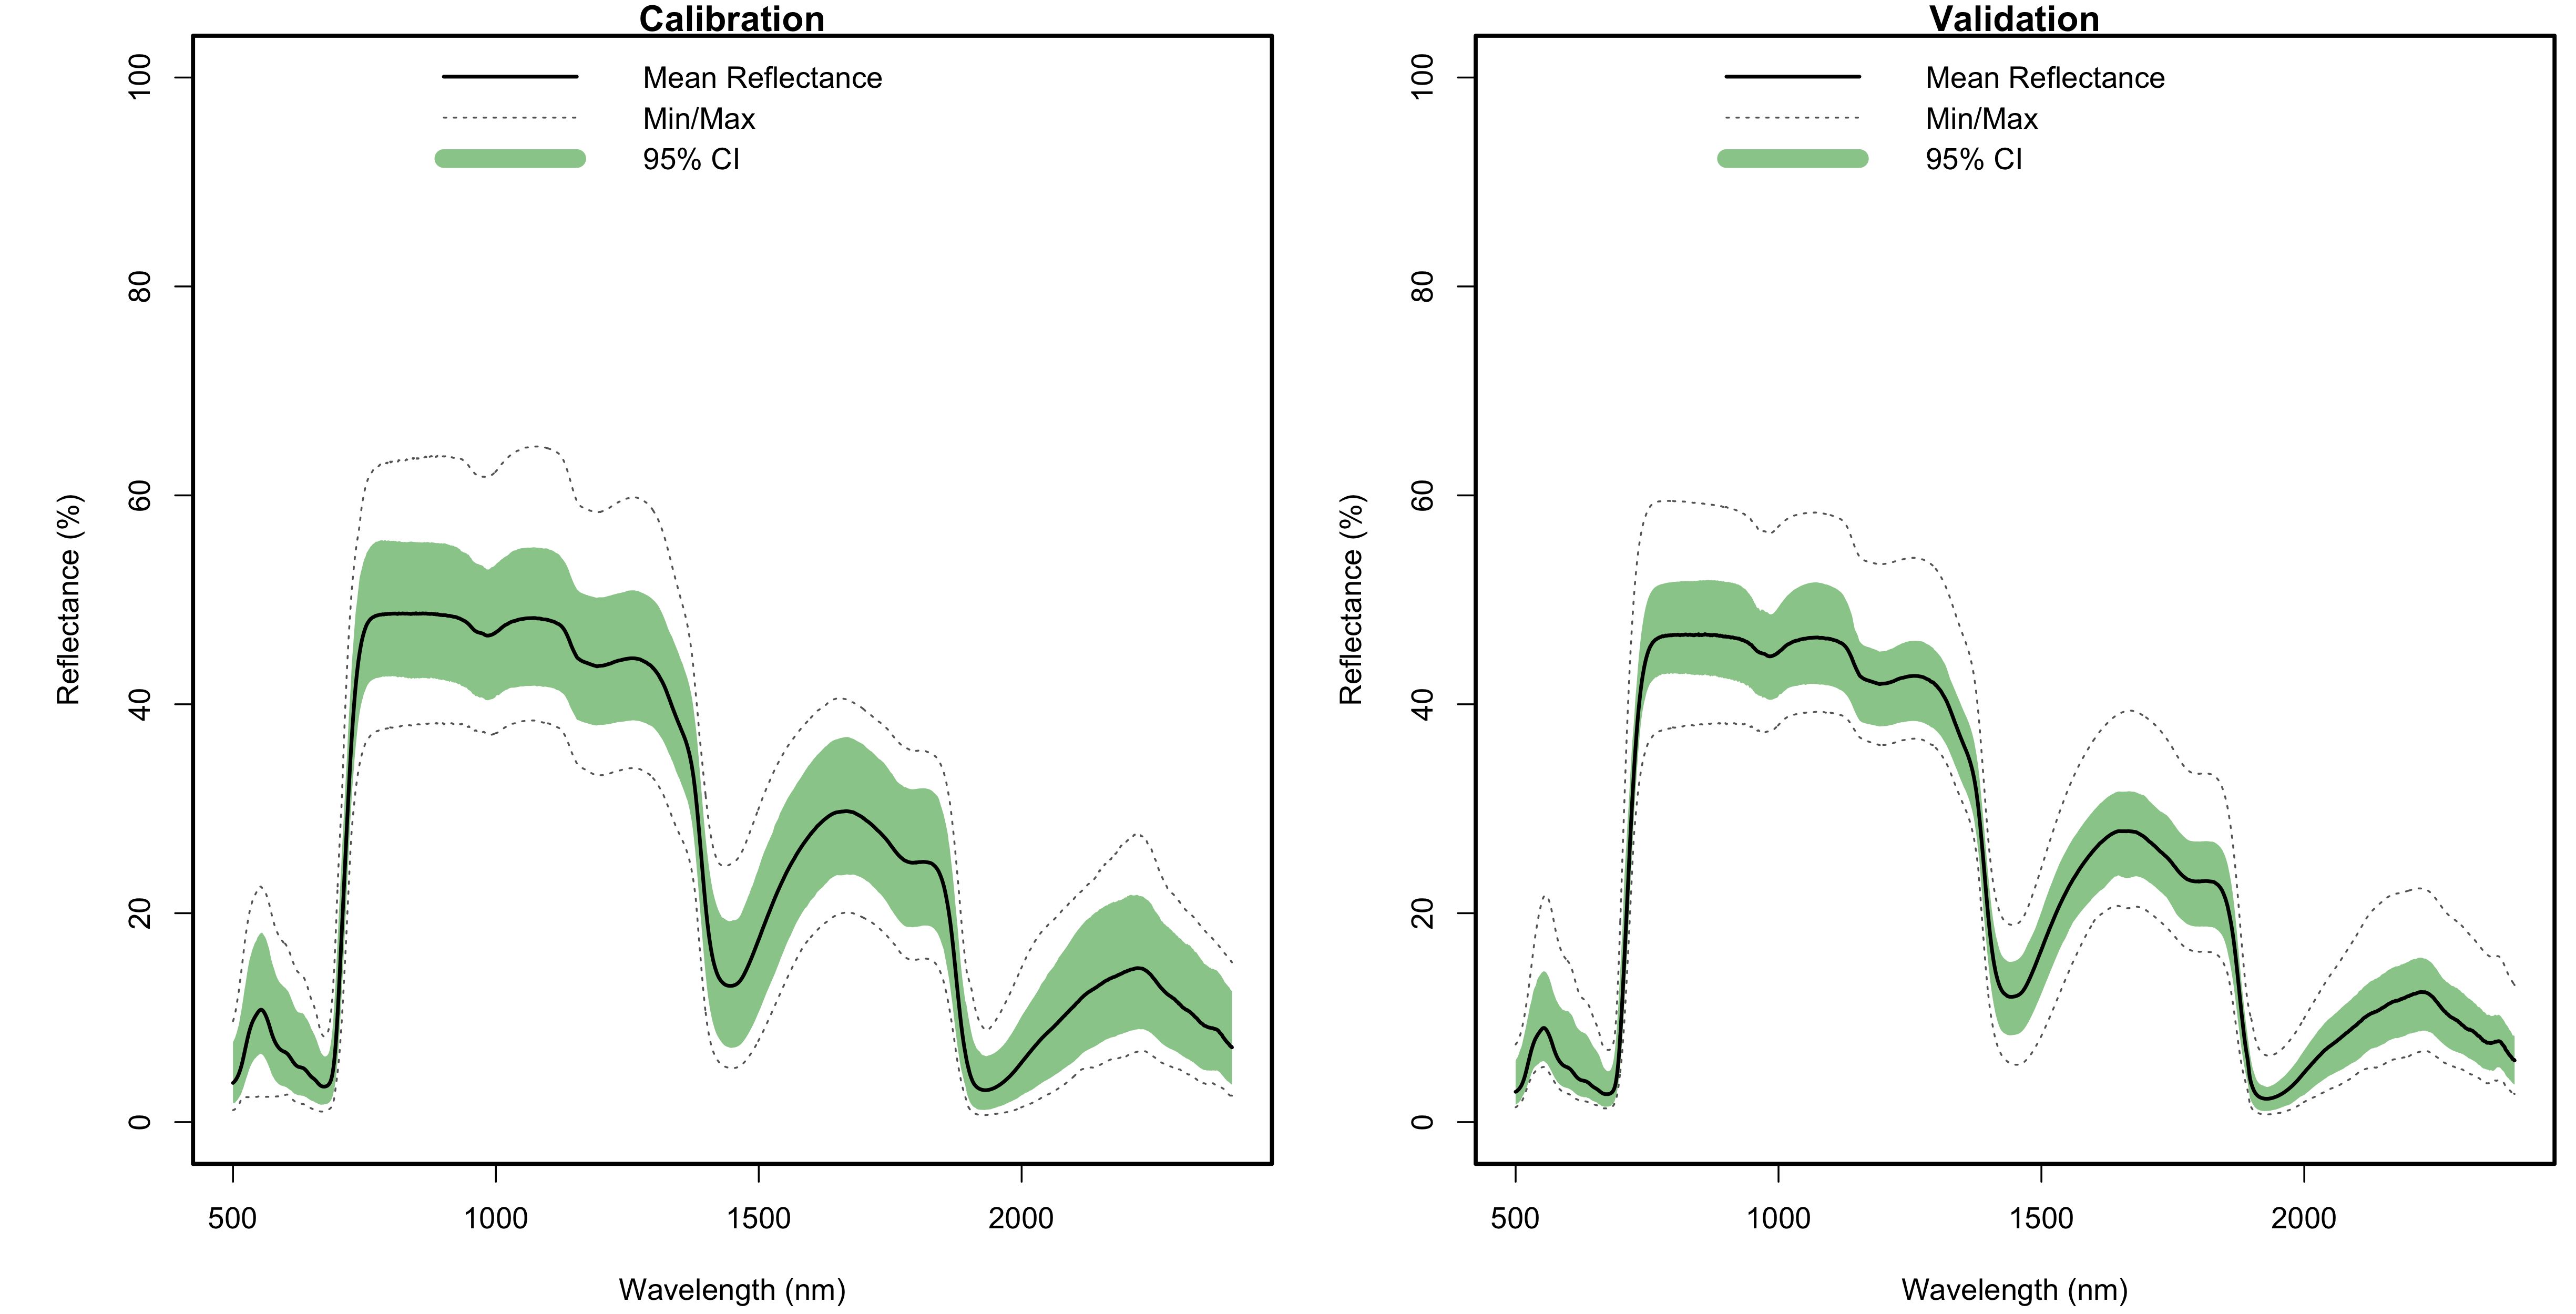 Calibration
Mean Reflectance
Min/Max
95% CI
100
80
60
40
20
0
Reflectance (%)
500 1000 1500 2000
Wavelength (nm)
Validation
Mean Reflectance
Min/Max
95% CI
100
80
60
40
20
0
Reflectance (%)
500 1000 1500 2000
Wavelength (nm)